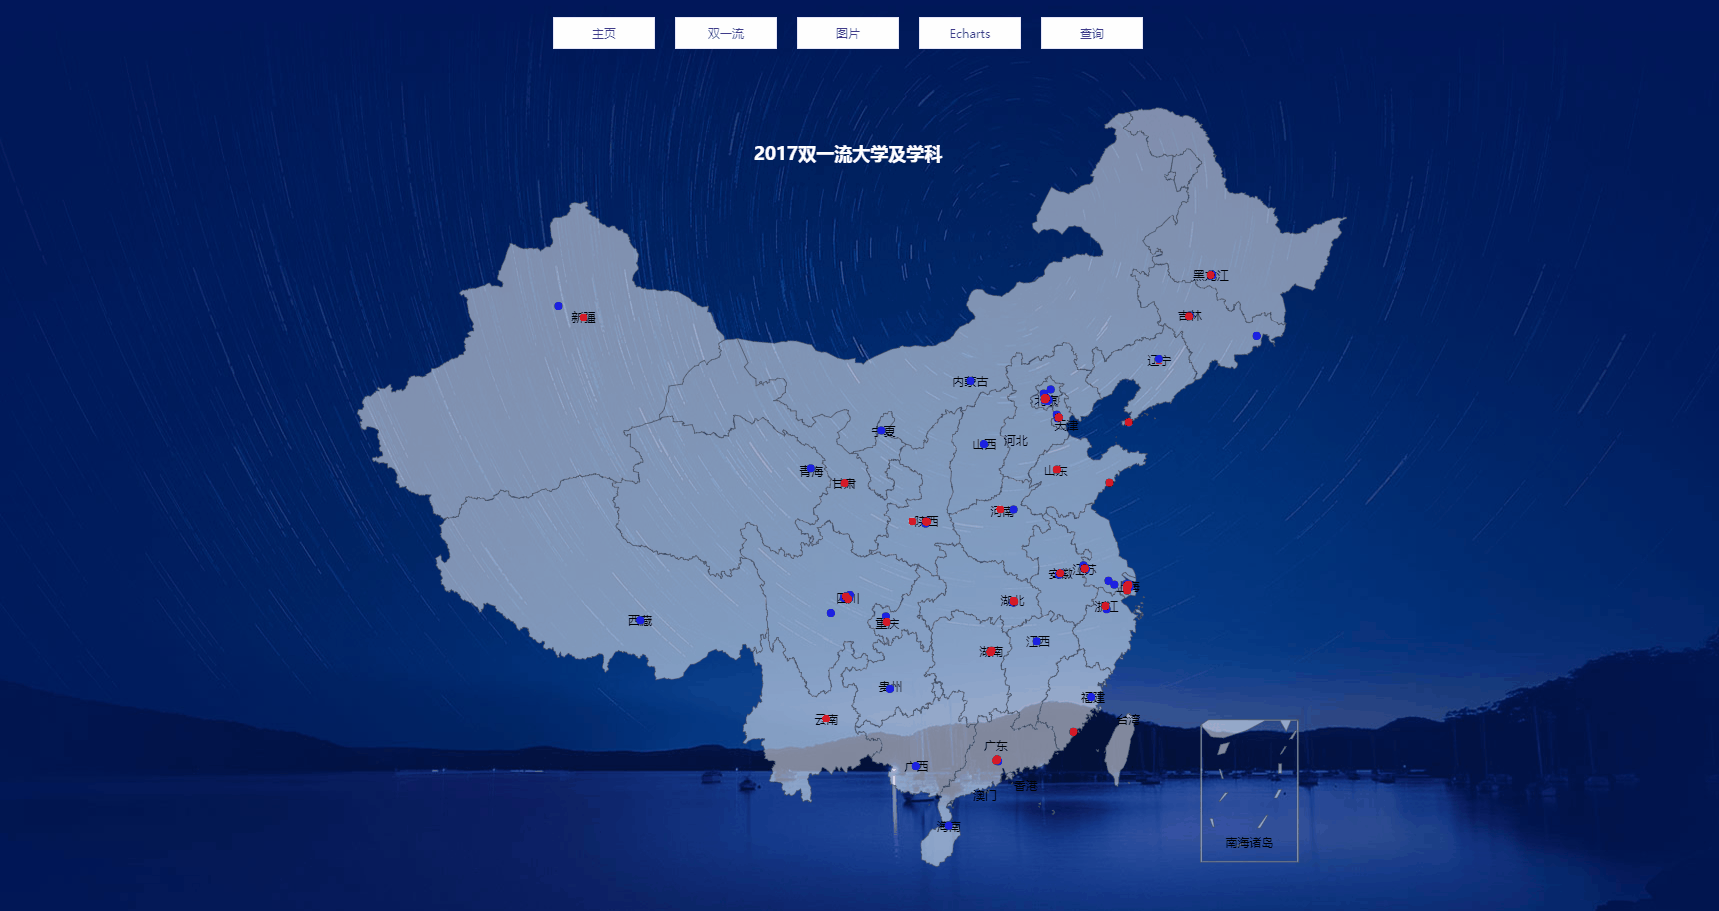 主页
双一流
图片
Echarts
查询
2017双一流大学及学科
黑龙江
吉林
新疆
辽宁
内蒙古
北京
天津
宁夏
山西
河北
青海
甘肃
山东
陕西
河南
安徽
江苏
上海
四川
湖北
浙江
西藏
重庆
江西
湖南
贵州
福建
云南
台湾
广东
广西
香港
澳门
海南
南海诸岛